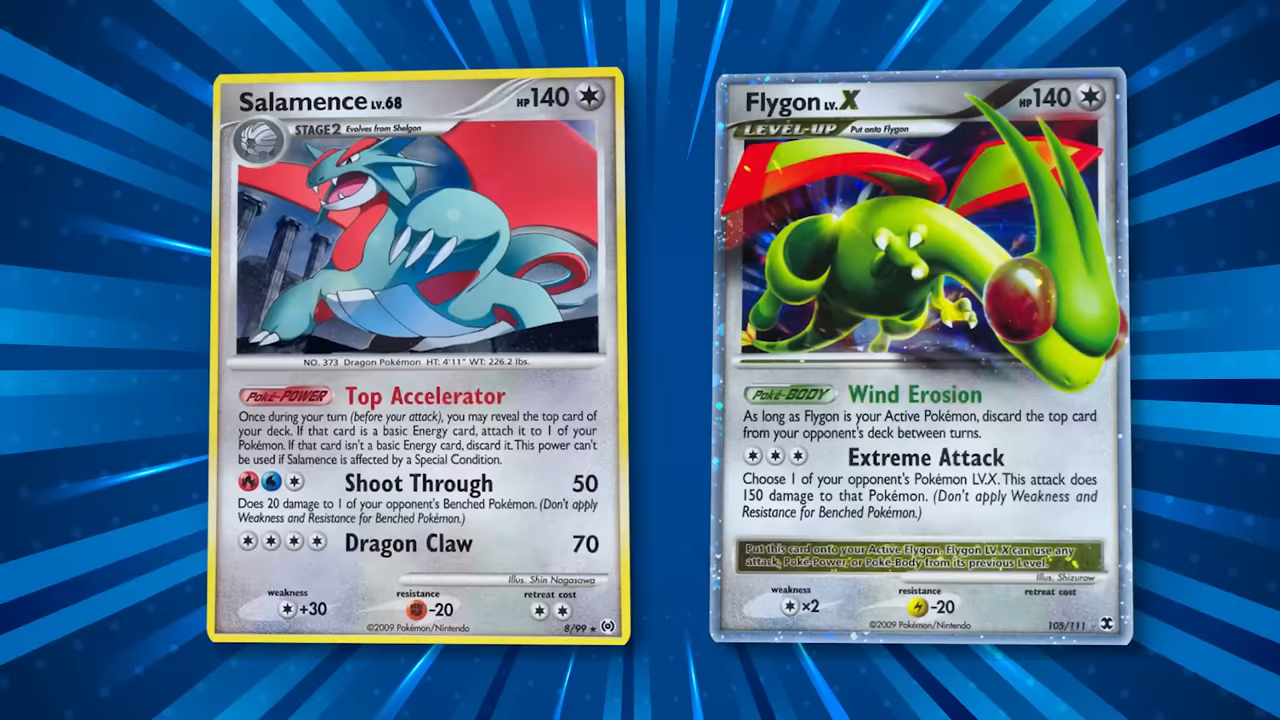 Salamence LV.68
HP 140
STAGE2 Evolves from Shelgon
NO. 373 Dragon Pokémon HT: 4'11" WT: 226.2 lbs.
Poké-POWER Top Accelerator
Once during your turn (before your attack), you may reveal the top card of
your deck. If that card is a basic Energy card, attach it to 1 of your
Pokémon. If that card isn't a basic Energy card, discard it. This power can't
be used if Salamence is affected by a Special Condition.
Shoot Through 50
Does 20 damage to 1 of your opponent's Benched Pokémon. (Don't apply
Weakness and Resistance for Benched Pokémon.)
Dragon Claw 70
Illus. Shin Nagasawa
weakness resistance retreat cost
+30 -20
©2009 Pokémon/Nintendo 8/99
Flygon LV.X
HP 140
LEVEL-UP Put onto Flygon
Poké-BODY Wind Erosion
As long as Flygon is your Active Pokémon, discard the top card
from your opponent's deck between turns.
Extreme Attack
Choose 1 of your opponent's Pokémon LV.X. This attack does
150 damage to that Pokémon. (Don't apply Weakness and
Resistance for Benched Pokémon.)
Put this card onto your Active Flygon. Flygon LV.X can use any
attack, Poké-Power, or Poké-Body from its previous Level.
Illus. Shizurow
weakness resistance retreat cost
×2 -20
©2009 Pokémon/Nintendo 105/111